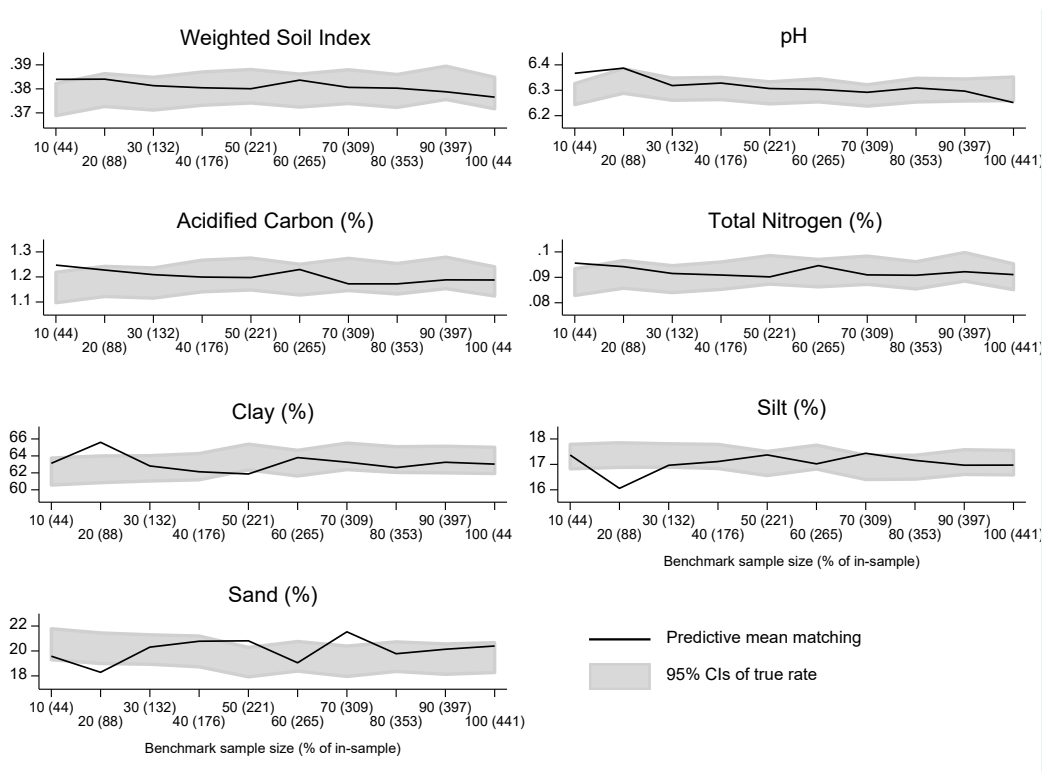 Weighted Soil Index
.39
.38
.37
10 (44) 30 (132) 50 (221) 70 (309) 90 (397)
20 (88) 40 (176) 60 (265) 80 (353) 100 (44
pH
6.4
6.3
6.2
10 (44) 30 (132) 50 (221) 70 (309) 90 (397)
20 (88) 40 (176) 60 (265) 80 (353) 100 (441)
Acidified Carbon (%)
1.3
1.2
1.1
10 (44) 30 (132) 50 (221) 70 (309) 90 (397)
20 (88) 40 (176) 60 (265) 80 (353) 100 (44
Total Nitrogen (%)
.1
.09
.08
10 (44) 30 (132) 50 (221) 70 (309) 90 (397)
20 (88) 40 (176) 60 (265) 80 (353) 100 (441)
Clay (%)
66
64
62
60
10 (44) 30 (132) 50 (221) 70 (309) 90 (397)
20 (88) 40 (176) 60 (265) 80 (353) 100 (44
Silt (%)
18
17
16
10 (44) 30 (132) 50 (221) 70 (309) 90 (397)
20 (88) 40 (176) 60 (265) 80 (353) 100 (441)
Benchmark sample size (% of in-sample)
Sand (%)
22
20
18
10 (44) 30 (132) 50 (221) 70 (309) 90 (397)
20 (88) 40 (176) 60 (265) 80 (353) 100 (441)
Benchmark sample size (% of in-sample)
Predictive mean matching
95% CIs of true rate